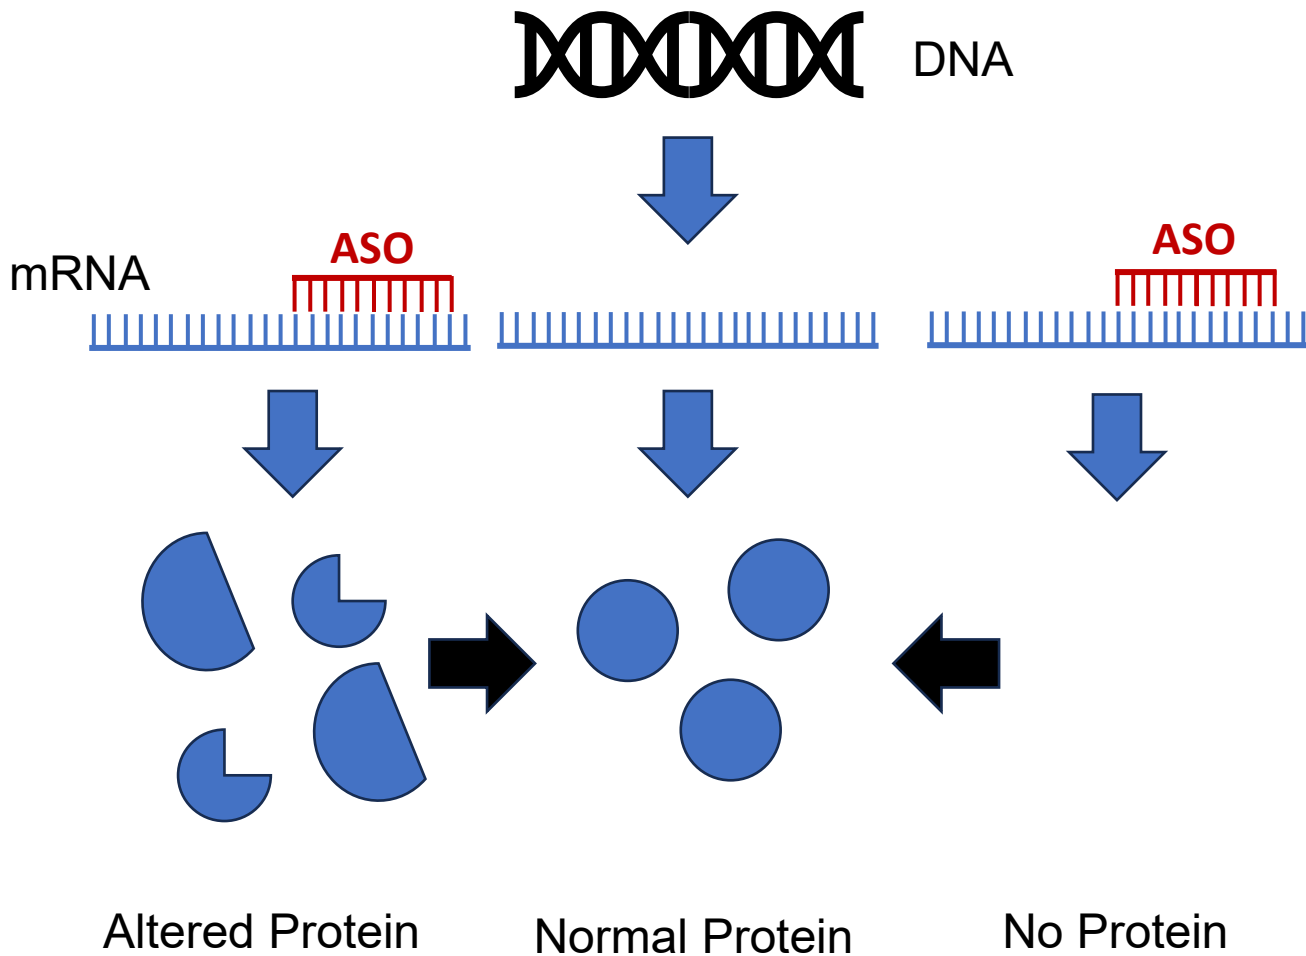 DNA
ASO
ASO
mRNA
Altered Protein
Normal Protein
No Protein